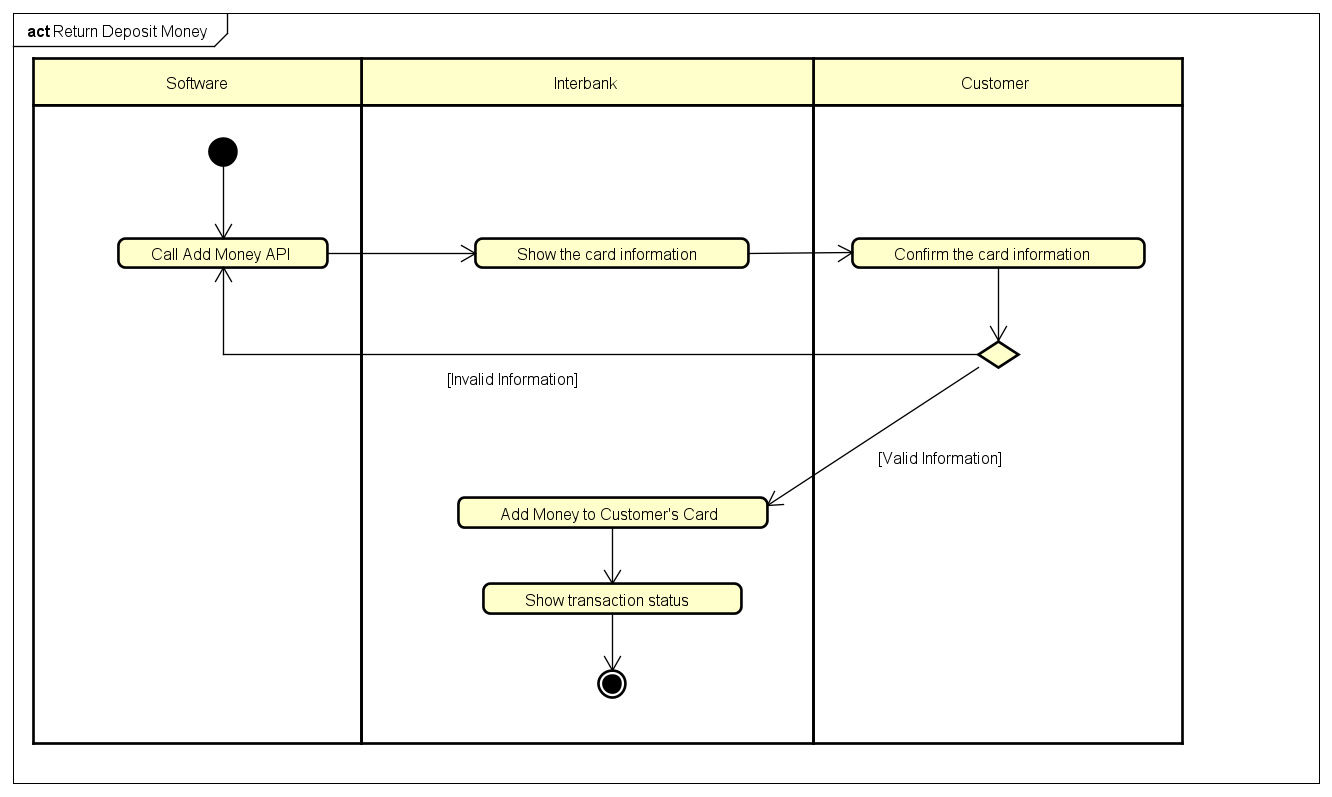 act Return Deposit Money
Software
Interbank
Customer
Call Add Money API
Show the card information
Confirm the card information
[Invalid Information]
[Valid Information]
Add Money to Customer's Card
Show transaction status